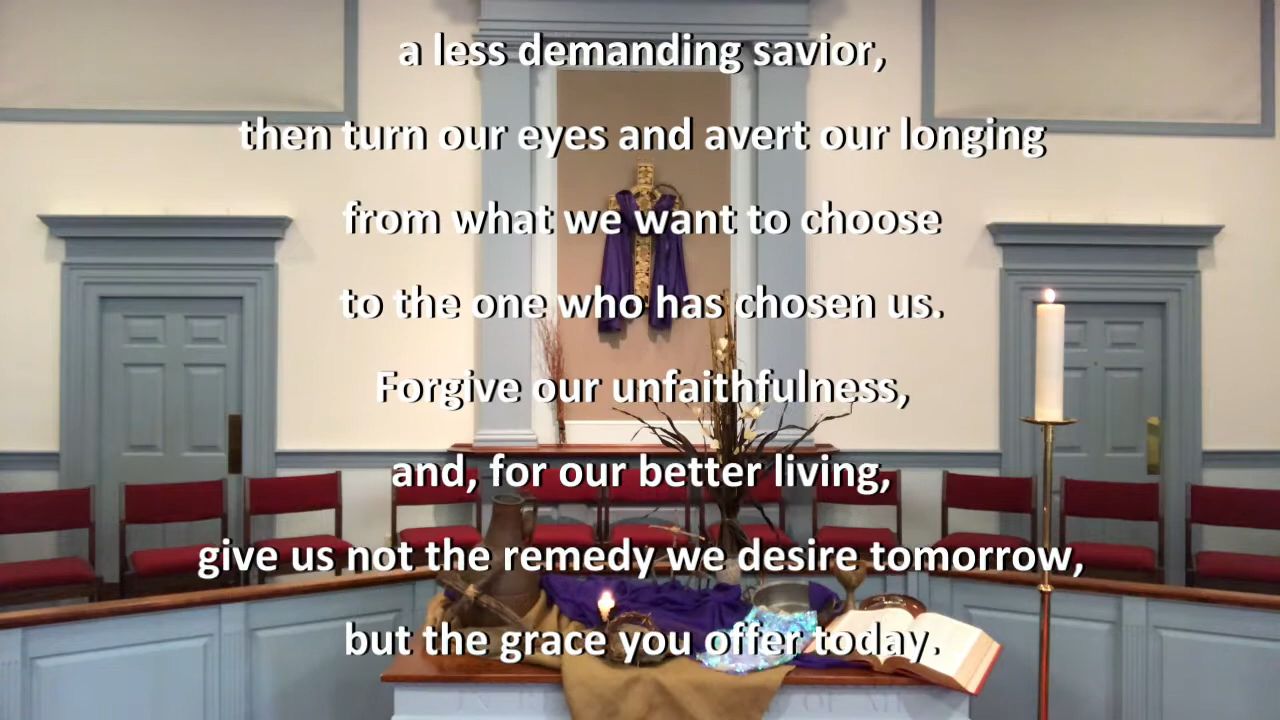 a less demanding savior,
then turn our eyes and avert our longing
from what we want to choose
to the one who has chosen us.
Forgive our unfaithfulness,
and, for our better living,
give us not the remedy we desire tomorrow,
but the grace you offer today.